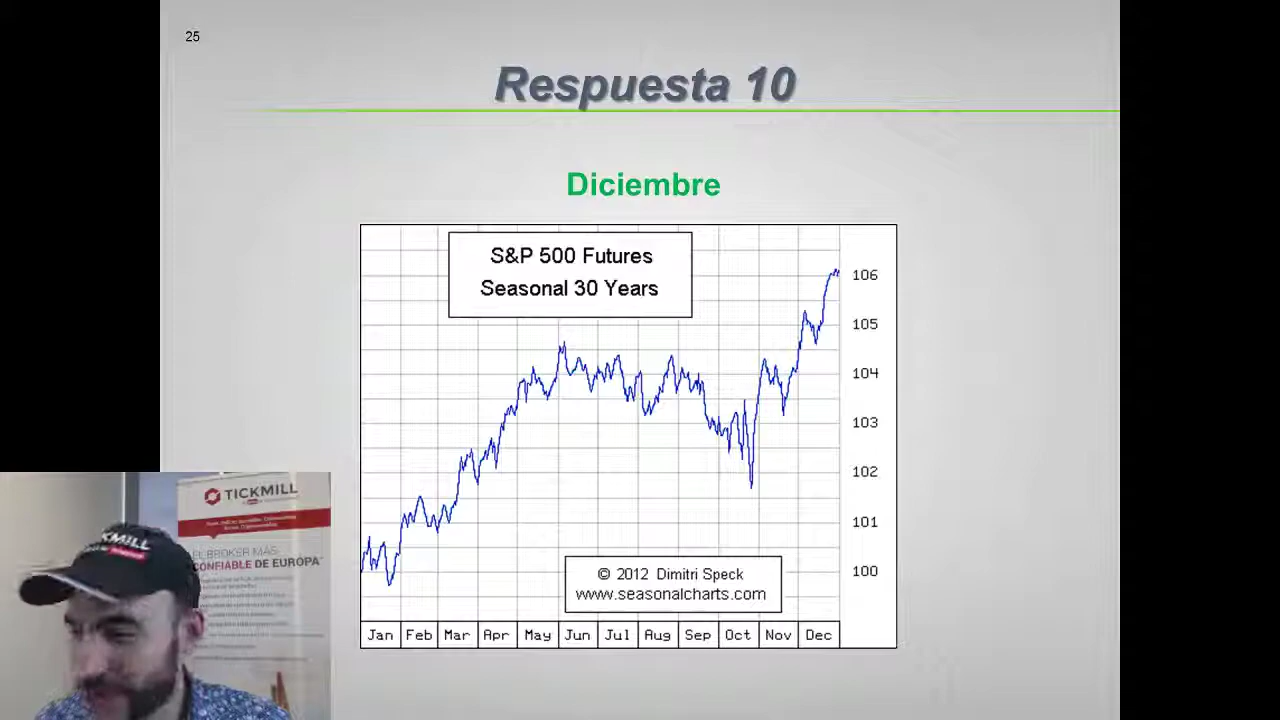 25
Respuesta 10
Diciembre
S&P 500 Futures
Seasonal 30 Years
106
105
104
103
102
101
100
© 2012 Dimitri Speck
www.seasonalcharts.com
Jan Feb Mar Apr May Jun Jul Aug Sep Oct Nov Dec
TICKMILL
EL BROKER MÁS
CONFIABLE DE EUROPA